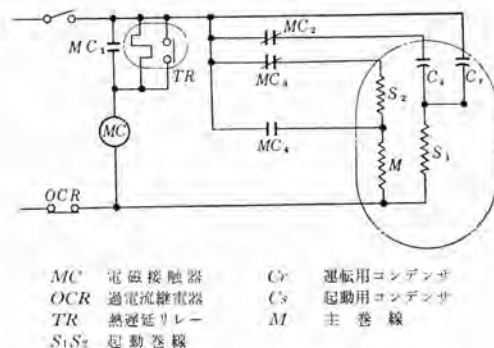 MC₂
MC₁
TR
MC₃
Cₛ
Cᵣ
S₂
MC
MC₄
M
S₁
OCR
MC 電磁接触器 Cr 運転用コンデンサ
OCR 過電流継電器 Cs 起動用コンデンサ
TR 熱遅延リレー M 主巻線
S₁S₂ 起動巻線